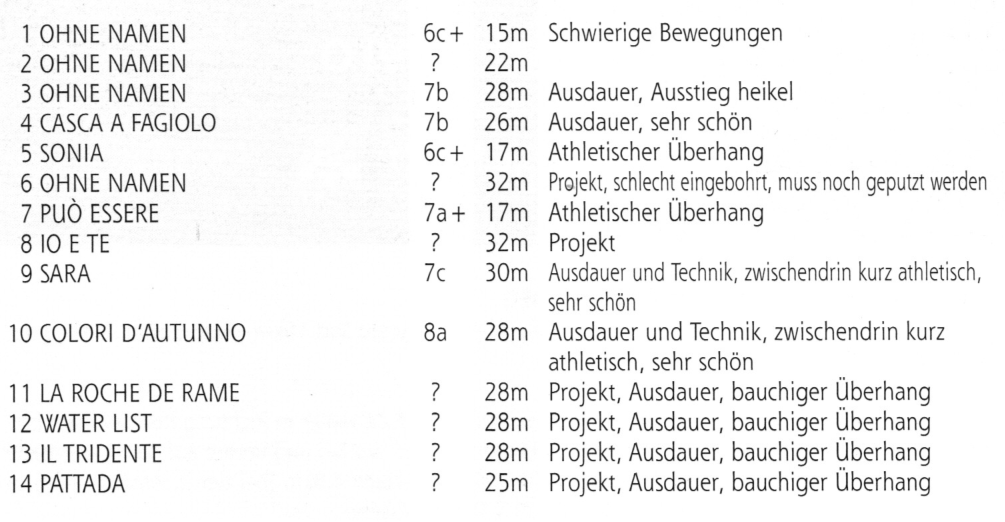 1 OHNE NAMEN 6c+ 15m Schwierige Bewegungen
2 OHNE NAMEN ? 22m
3 OHNE NAMEN 7b 28m Ausdauer, Ausstieg heikel
4 CASCA A FAGIOLO 7b 26m Ausdauer, sehr schön
5 SONIA 6c+ 17m Athletischer Überhang
6 OHNE NAMEN ? 32m Projekt, schlecht eingebohrt, muss noch geputzt werden
7 PUÒ ESSERE 7a+ 17m Athletischer Überhang
8 IO E TE ? 32m Projekt
9 SARA 7c 30m Ausdauer und Technik, zwischendrin kurz athletisch,
sehr schön
10 COLORI D'AUTUNNO 8a 28m Ausdauer und Technik, zwischendrin kurz
athletisch, sehr schön
11 LA ROCHE DE RAME ? 28m Projekt, Ausdauer, bauchiger Überhang
12 WATER LIST ? 28m Projekt, Ausdauer, bauchiger Überhang
13 IL TRIDENTE ? 28m Projekt, Ausdauer, bauchiger Überhang
14 PATTADA ? 25m Projekt, Ausdauer, bauchiger Überhang